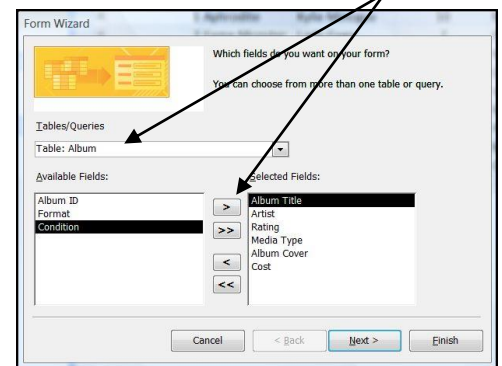 Form Wizard
Which fields do you want on your form?
You can choose from more than one table or query.
Tables/Queries
Table: Album
Available Fields:
Selected Fields:
Album ID
Format
Condition
>
>>
<
<<
Album Title
Artist
Rating
Media Type
Album Cover
Cost
Cancel
< Back
Next >
Finish